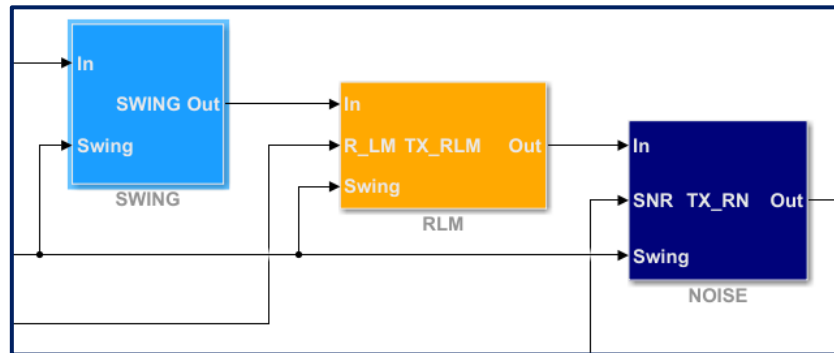 In
SWING Out
Swing
SWING
In
R_LM TX_RLM Out
Swing
RLM
In
SNR TX_RN Out
Swing
NOISE